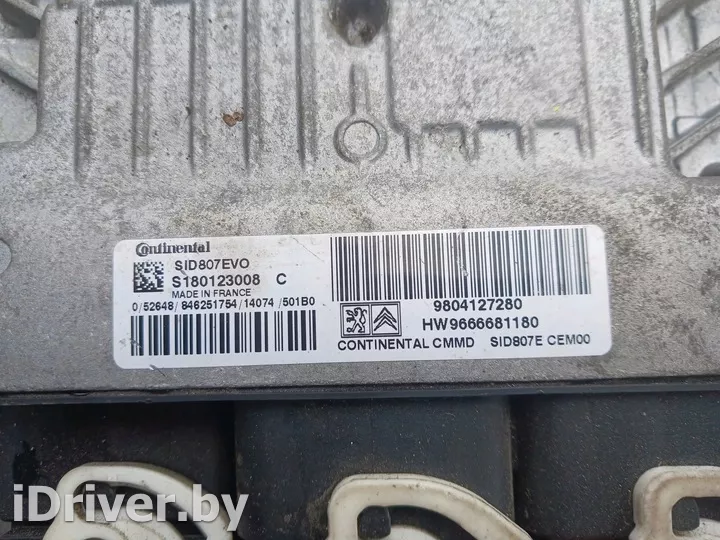 Continental
SID807EVO
S180123008 C
MADE IN FRANCE
0/52648/846251754/14074/501B0
9804127280
HW9666681180
CONTINENTAL CMMD SID807E CEM00
iDriver.by